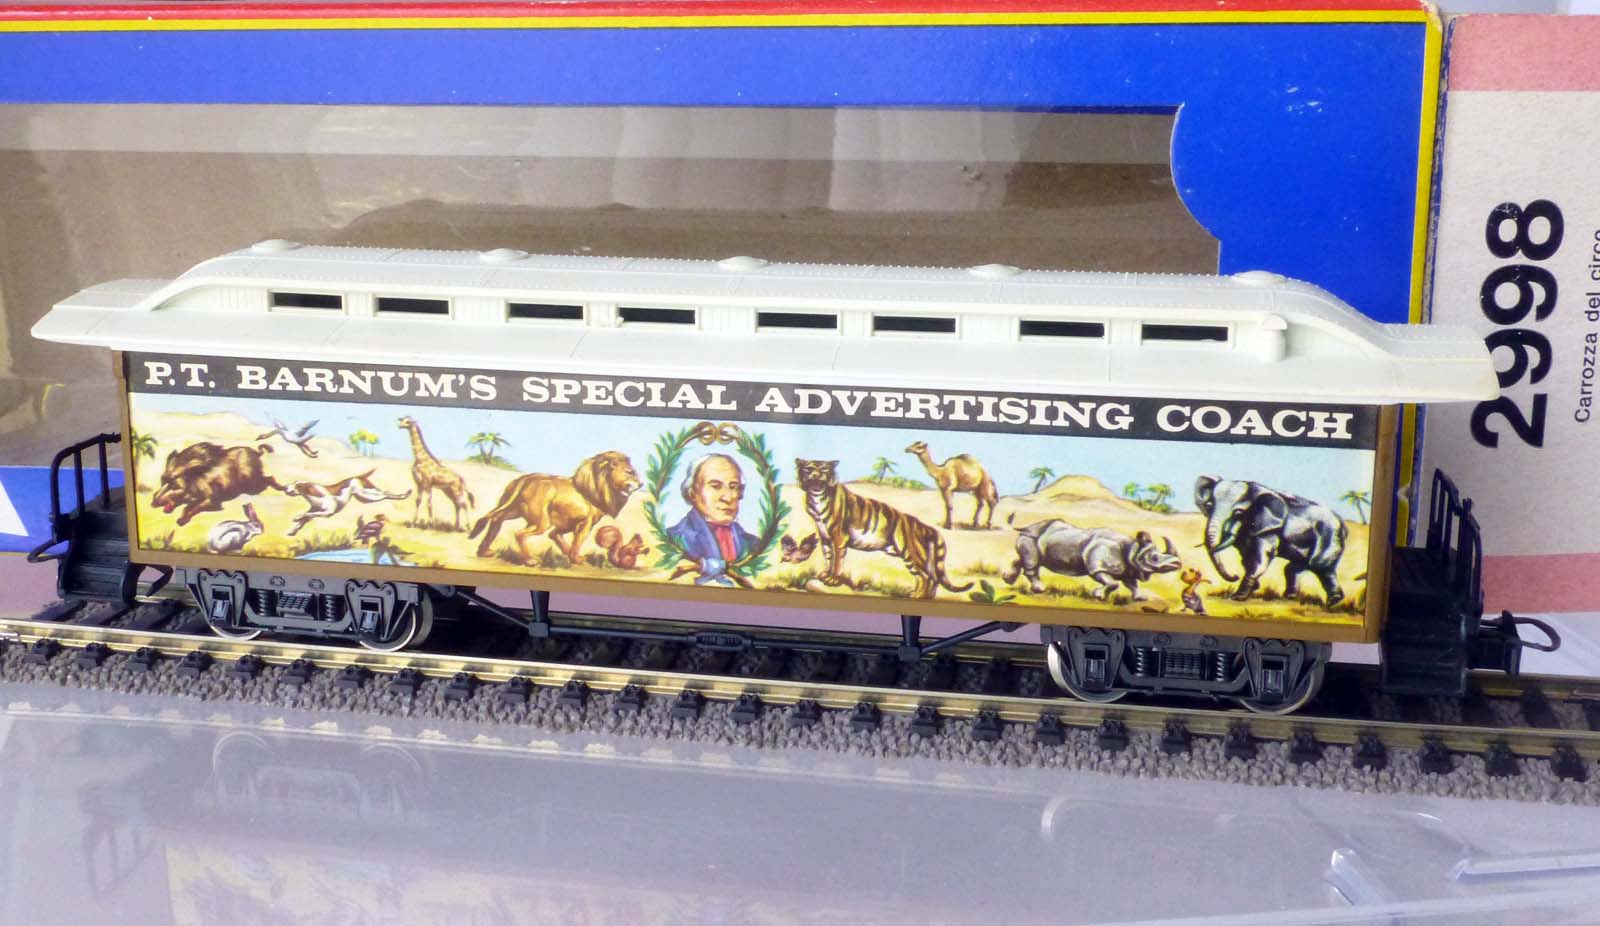 P.T. BARNUM'S SPECIAL ADVERTISING COACH
2998
Carrozza del circo